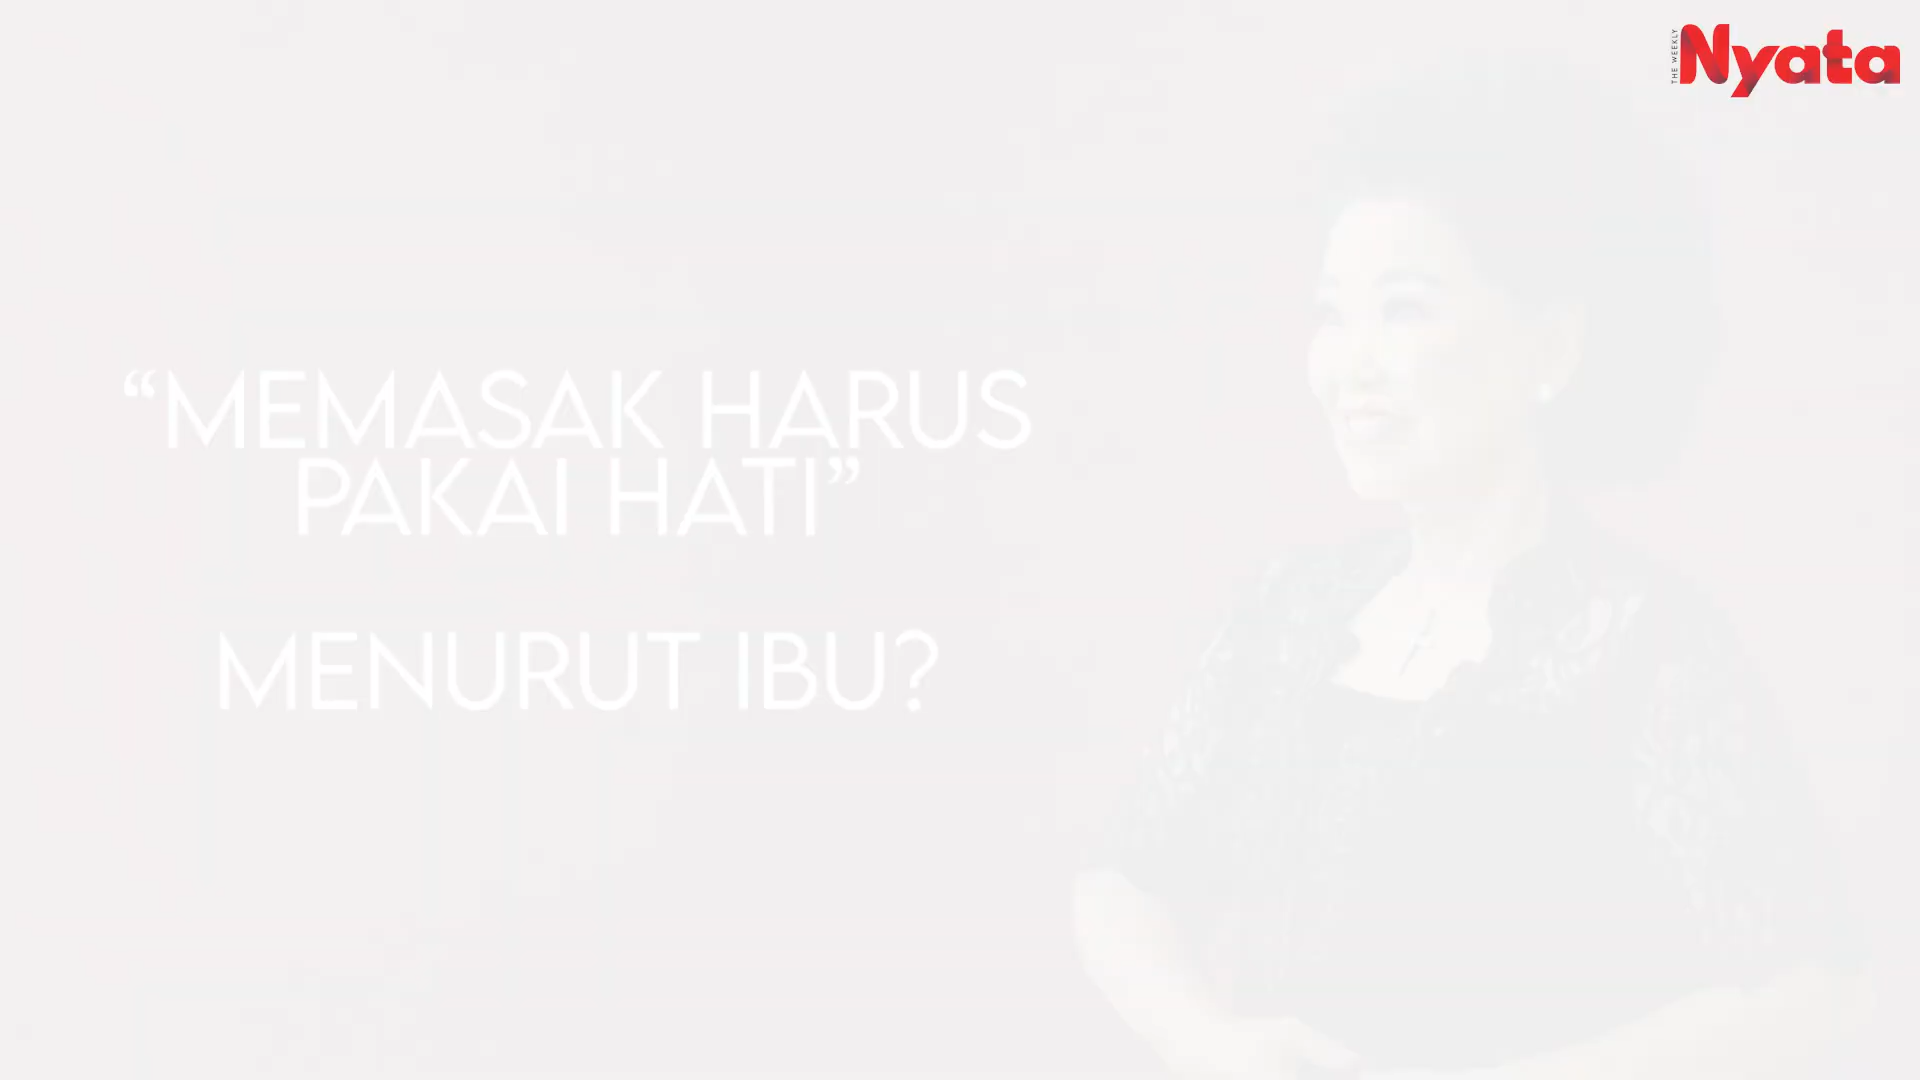 THE WEEKLY
Nyata
“MEMASAK HARUS
PAKAI HATI”
MENURUT IBU?